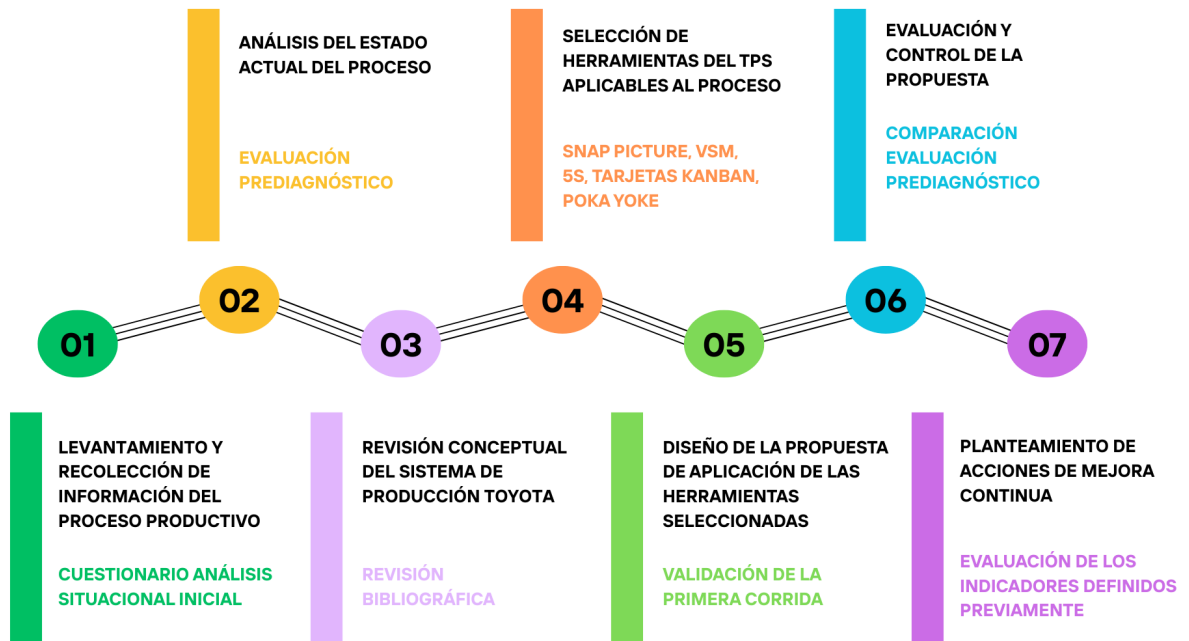 ANÁLISIS DEL ESTADO
ACTUAL DEL PROCESO
EVALUACIÓN
PREDIAGNÓSTICO
SELECCIÓN DE
HERRAMIENTAS DEL TPS
APLICABLES AL PROCESO
SNAP PICTURE, VSM,
5S, TARJETAS KANBAN,
POKA YOKE
EVALUACIÓN Y
CONTROL DE LA
PROPUESTA
COMPARACIÓN
EVALUACIÓN
PREDIAGNÓSTICO
01
02
03
04
05
06
07
LEVANTAMIENTO Y
RECOLECCIÓN DE
INFORMACIÓN DEL
PROCESO PRODUCTIVO
CUESTIONARIO ANÁLISIS
SITUACIONAL INICIAL
REVISIÓN CONCEPTUAL
DEL SISTEMA DE
PRODUCCIÓN TOYOTA
REVISIÓN
BIBLIOGRÁFICA
DISEÑO DE LA PROPUESTA
DE APLICACIÓN DE LAS
HERRAMIENTAS
SELECCIONADAS
VALIDACIÓN DE LA
PRIMERA CORRIDA
PLANTEAMIENTO DE
ACCIONES DE MEJORA
CONTINUA
EVALUACIÓN DE LOS
INDICADORES DEFINIDOS
PREVIAMENTE